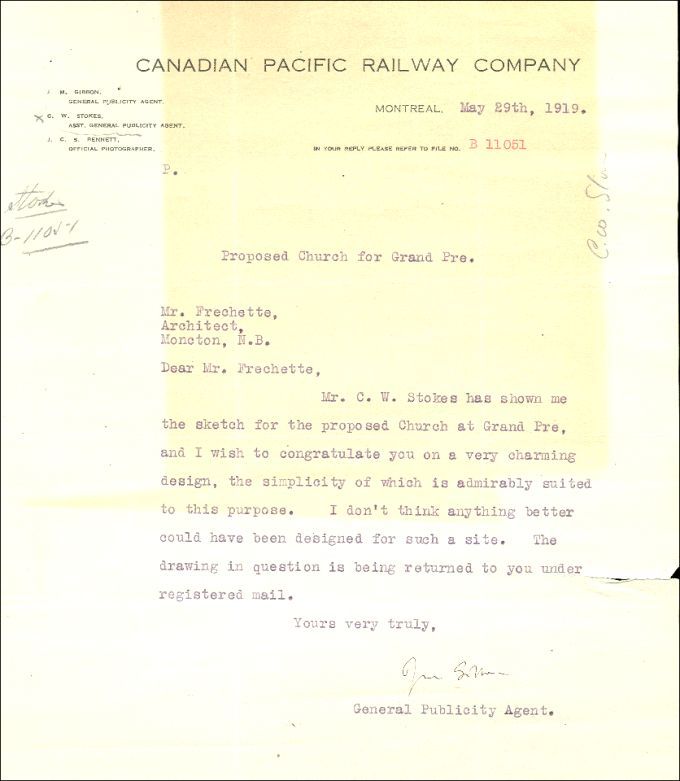 CANADIAN PACIFIC RAILWAY COMPANY
J. M. GIBBON,
GENERAL PUBLICITY AGENT.
C. W. STOKES,
ASST. GENERAL PUBLICITY AGENT.
J. C. S. BENNETT,
OFFICIAL PHOTOGRAPHER.
MONTREAL, May 29th, 1919.
IN YOUR REPLY PLEASE REFER TO FILE NO. B 11051
P.
Stokes
B-11051
Proposed Church for Grand Pre.
Mr. Frechette,
Architect,
Moncton, N.B.
Dear Mr. Frechette,
Mr. C. W. Stokes has shown me
the sketch for the proposed Church at Grand Pre,
and I wish to congratulate you on a very charming
design, the simplicity of which is admirably suited
to this purpose. I don't think anything better
could have been designed for such a site. The
drawing in question is being returned to you under
registered mail.
Yours very truly,
General Publicity Agent.